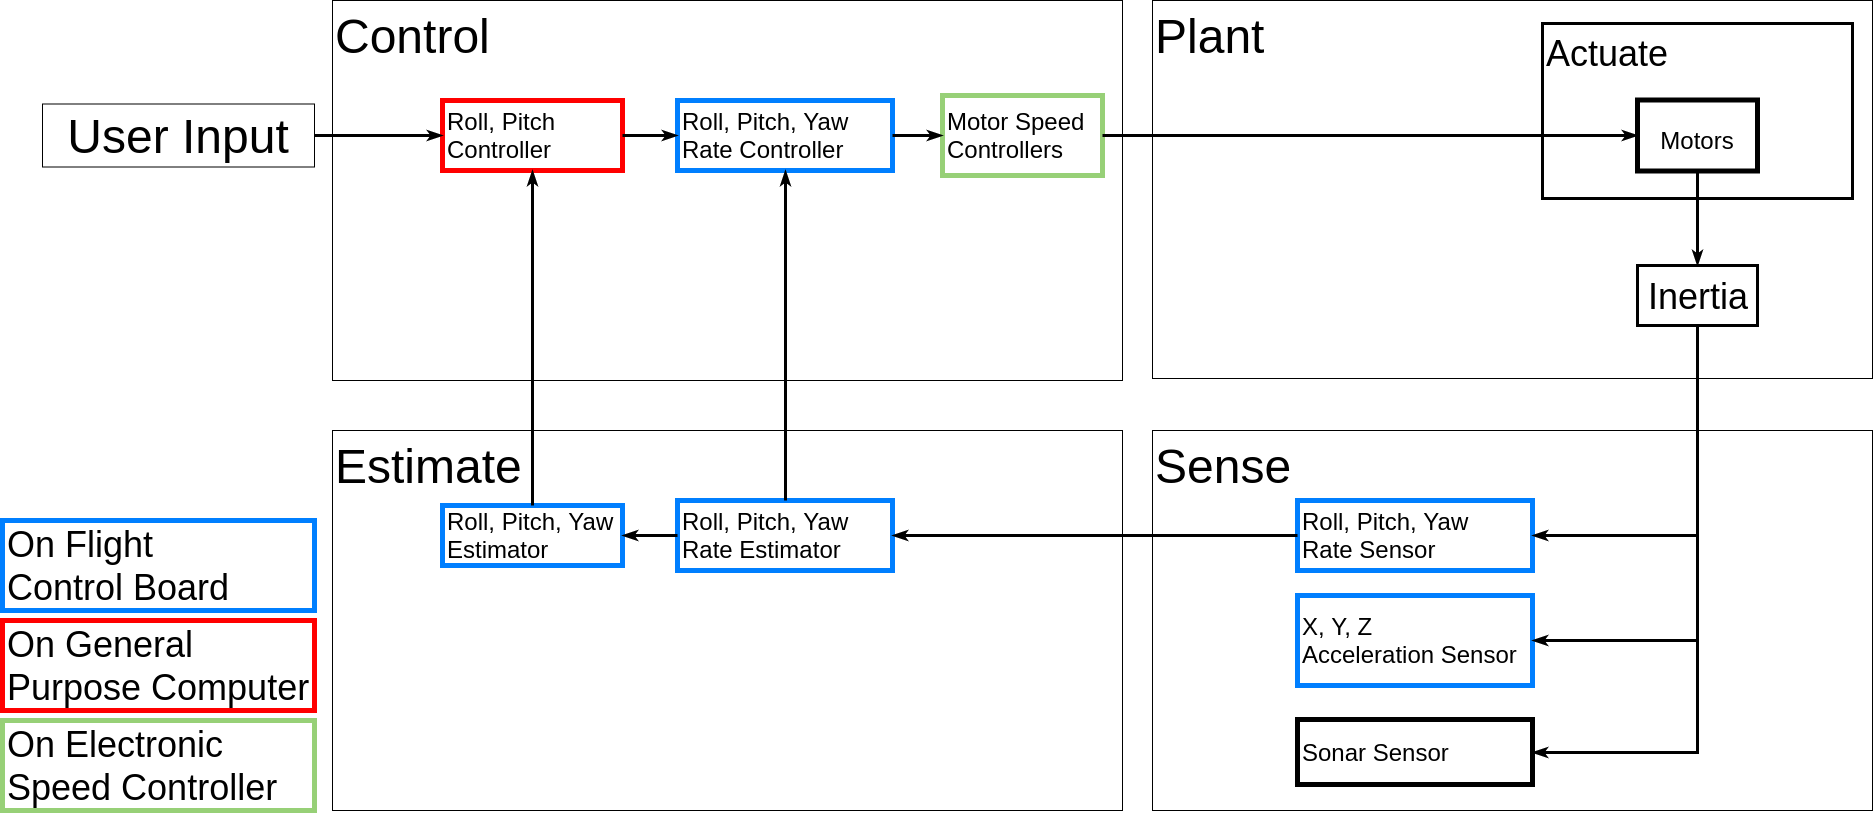 Control
Plant
Actuate
User Input
Roll, Pitch
Controller
Roll, Pitch, Yaw
Rate Controller
Motor Speed
Controllers
Motors
Inertia
Estimate
Sense
Roll, Pitch, Yaw
Estimator
Roll, Pitch, Yaw
Rate Estimator
Roll, Pitch, Yaw
Rate Sensor
X, Y, Z
Acceleration Sensor
Sonar Sensor
On Flight
Control Board
On General
Purpose Computer
On Electronic
Speed Controller